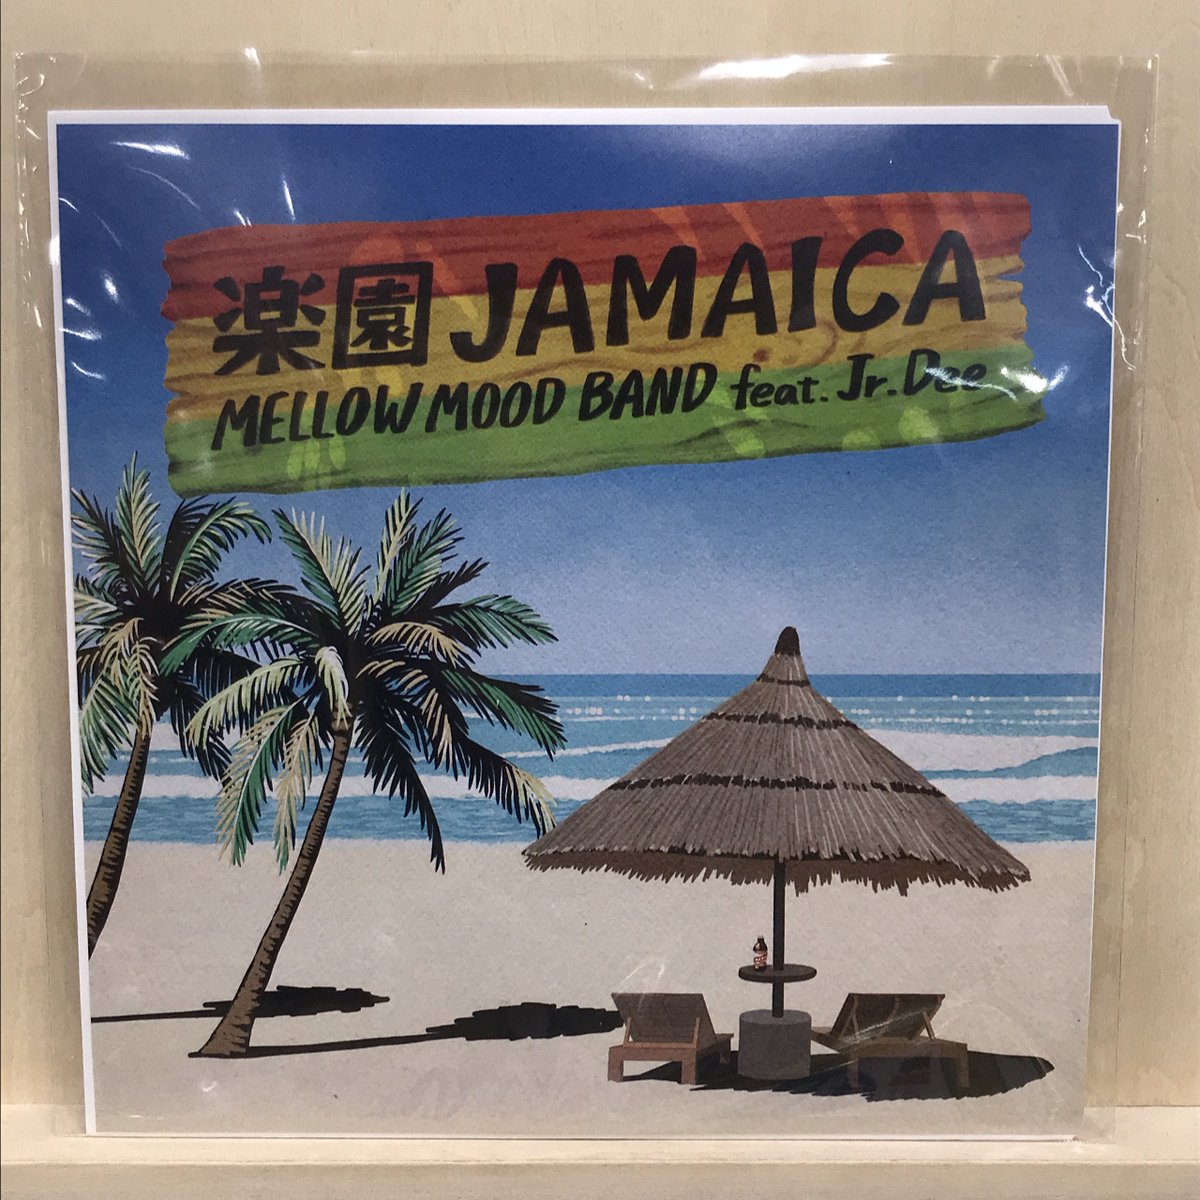 楽園 JAMAICA
MELLOW MOOD BAND feat. Jr. Dee